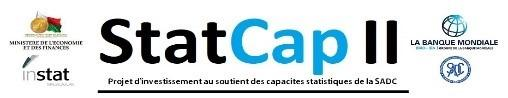 MINISTERE DE L'ECONOMIE
ET DES FINANCES
instat
StatCap II
Projet d'investissement au soutien des capacites statistiques de la SADC
LA BANQUE MONDIALE